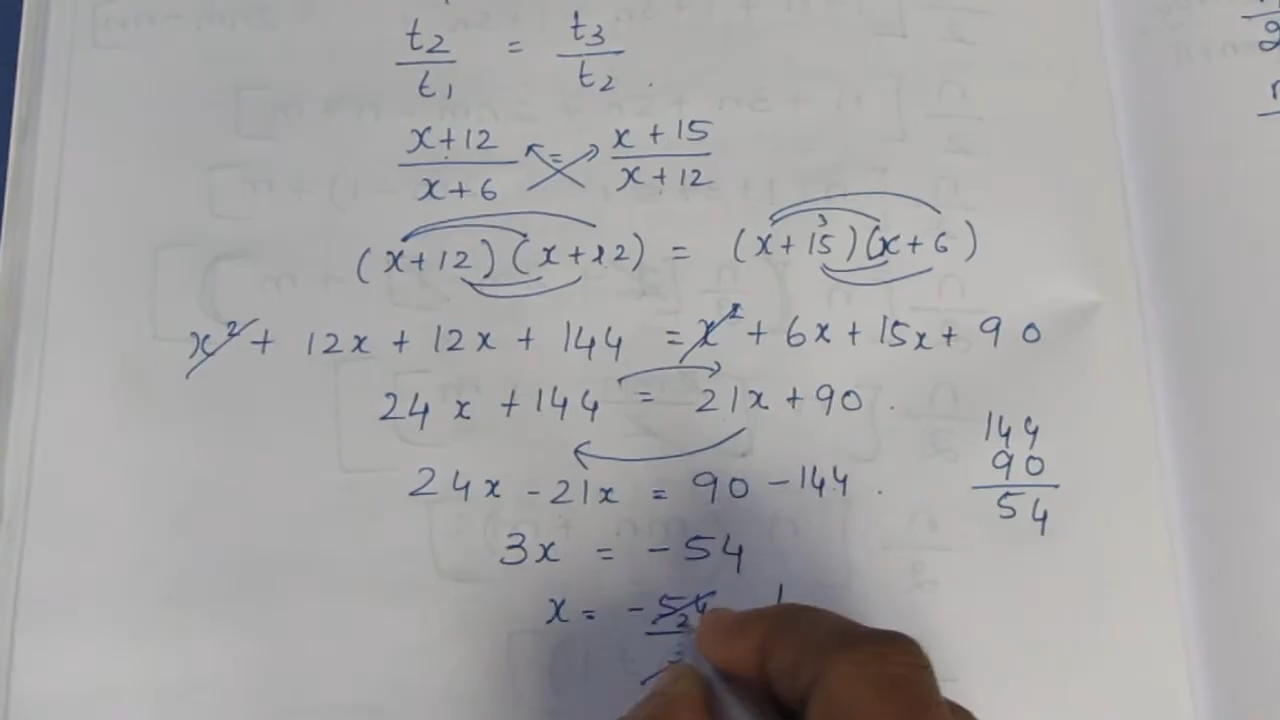 t2/t1 = t3/t2.
x+12/x+6 = x+15/x+12
(x+12)(x+12) = (x+15)(x+6)
x² + 12x + 12x + 144 = x² + 6x + 15x + 90
24x + 144 = 21x + 90.
24x - 21x = 90 - 144.
3x = -54
x = -54
144
90
54